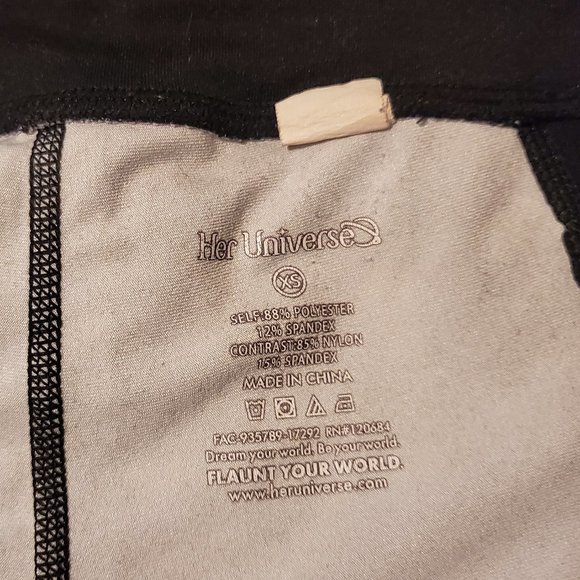 Her Universe
XS
SELF:88% POLYESTER
12% SPANDEX
CONTRAST:85% NYLON
15% SPANDEX
MADE IN CHINA
FAC-9357B9-17292 RN#120684
Dream your world. Be your world.
FLAUNT YOUR WORLD.
www.heruniverse.com